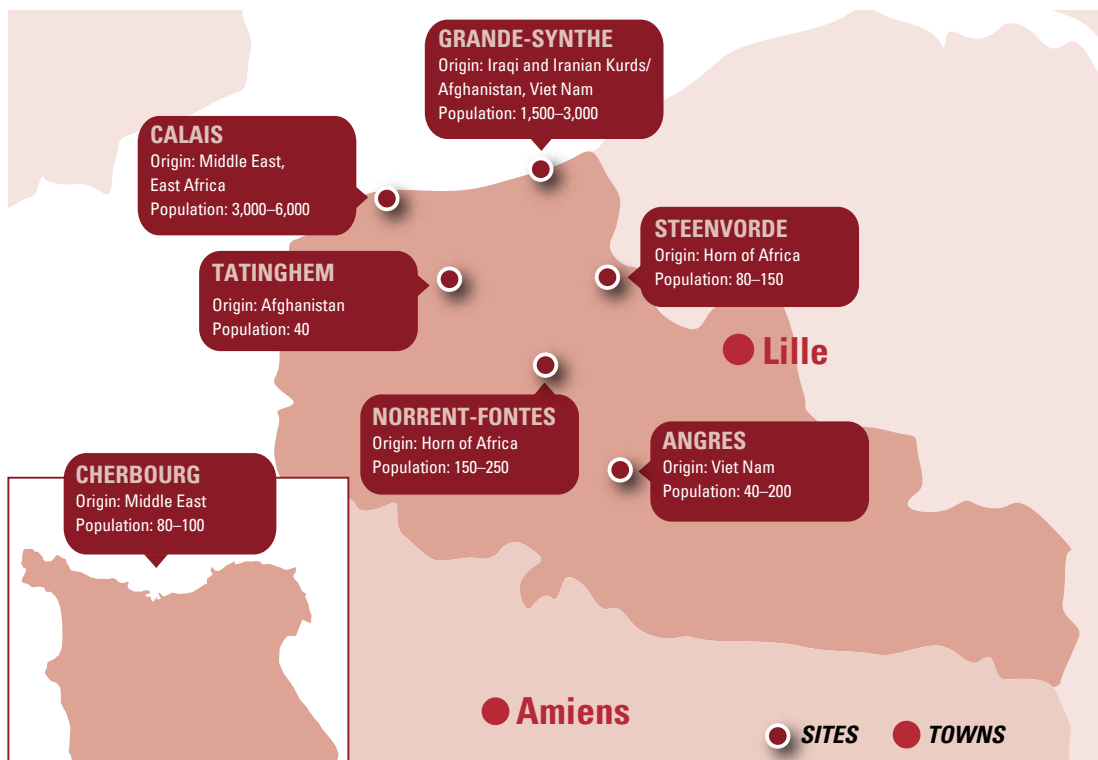 GRANDE-SYNTHE
Origin: Iraqi and Iranian Kurds/
Afghanistan, Viet Nam
Population: 1,500–3,000
CALAIS
Origin: Middle East,
East Africa
Population: 3,000–6,000
STEENVORDE
Origin: Horn of Africa
Population: 80–150
TATINGHEM
Origin: Afghanistan
Population: 40
Lille
NORRENT-FONTES
Origin: Horn of Africa
Population: 150–250
ANGRES
Origin: Viet Nam
Population: 40–200
CHERBOURG
Origin: Middle East
Population: 80–100
Amiens
SITES
TOWNS